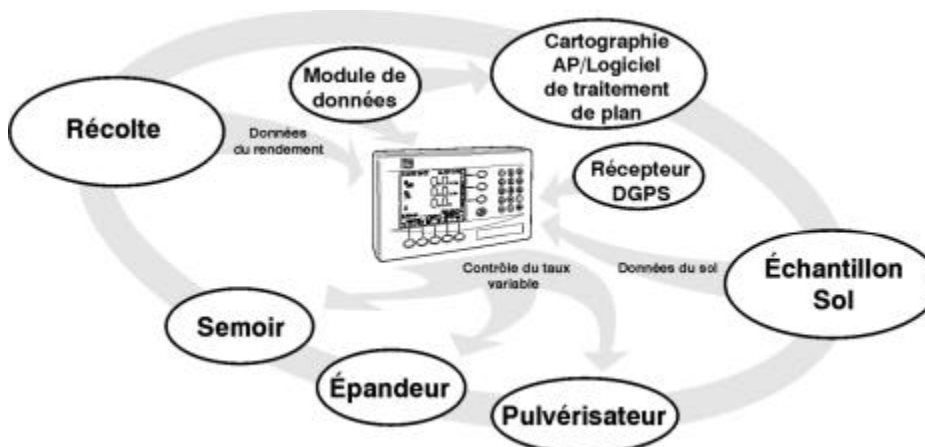 Cartographie
AP/Logiciel
de traitement
de plan
Module de
données
Récolte
Données
du rendement
Récepteur
DGPS
Contrôle du taux
variable
Données du sol
Échantillon
Sol
Semoir
Épandeur
Pulvérisateur